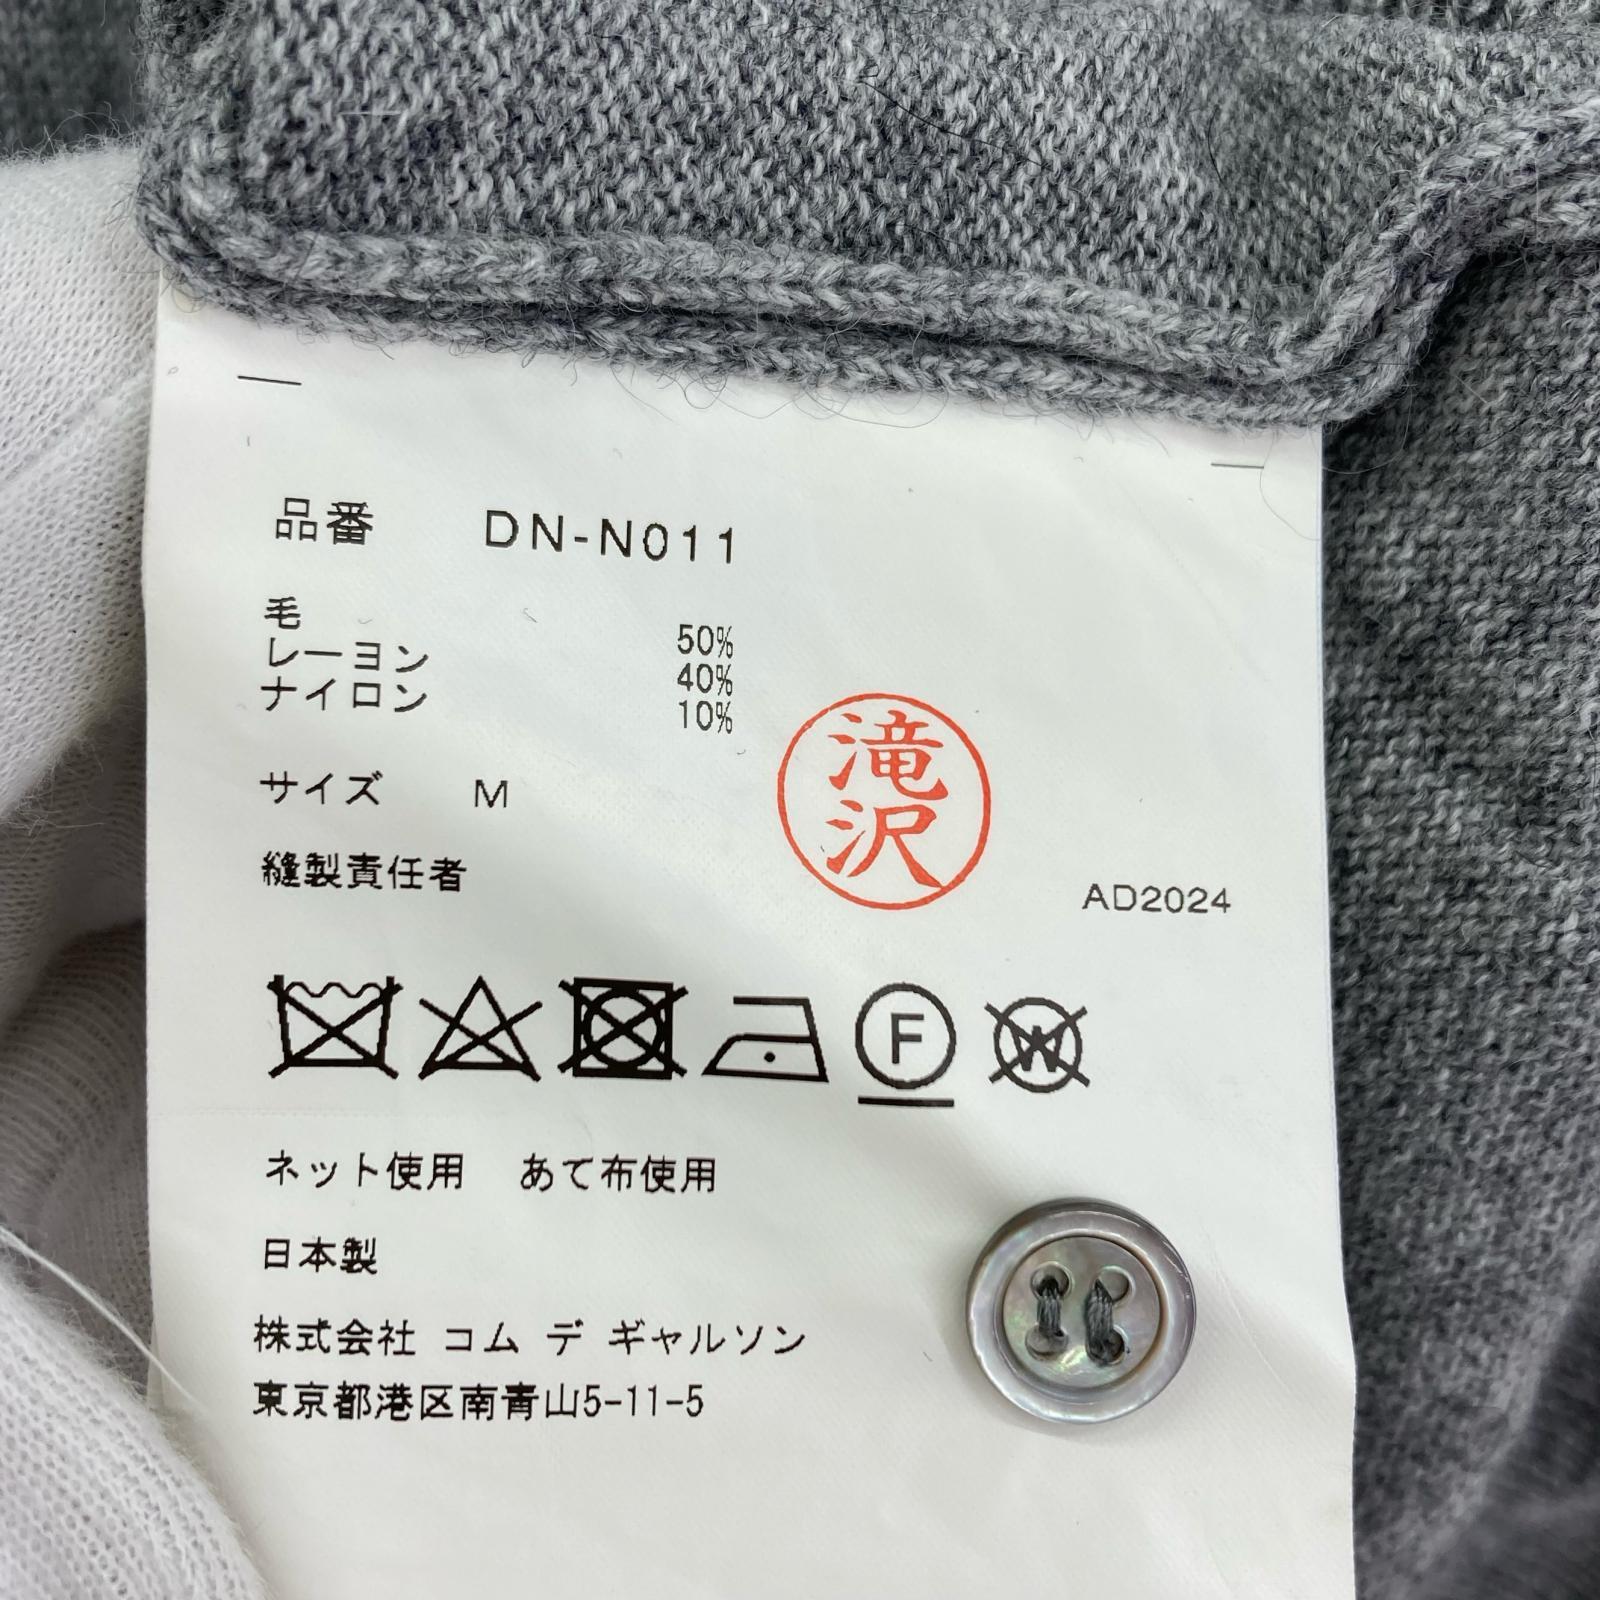 品番 DN-N011
毛 50%
レーヨン 40%
ナイロン 10%
サイズ M
滝沢
縫製責任者
AD2024
F
W
ネット使用 あて布使用
日本製
株式会社 コム デ ギャルソン
東京都港区南青山5-11-5